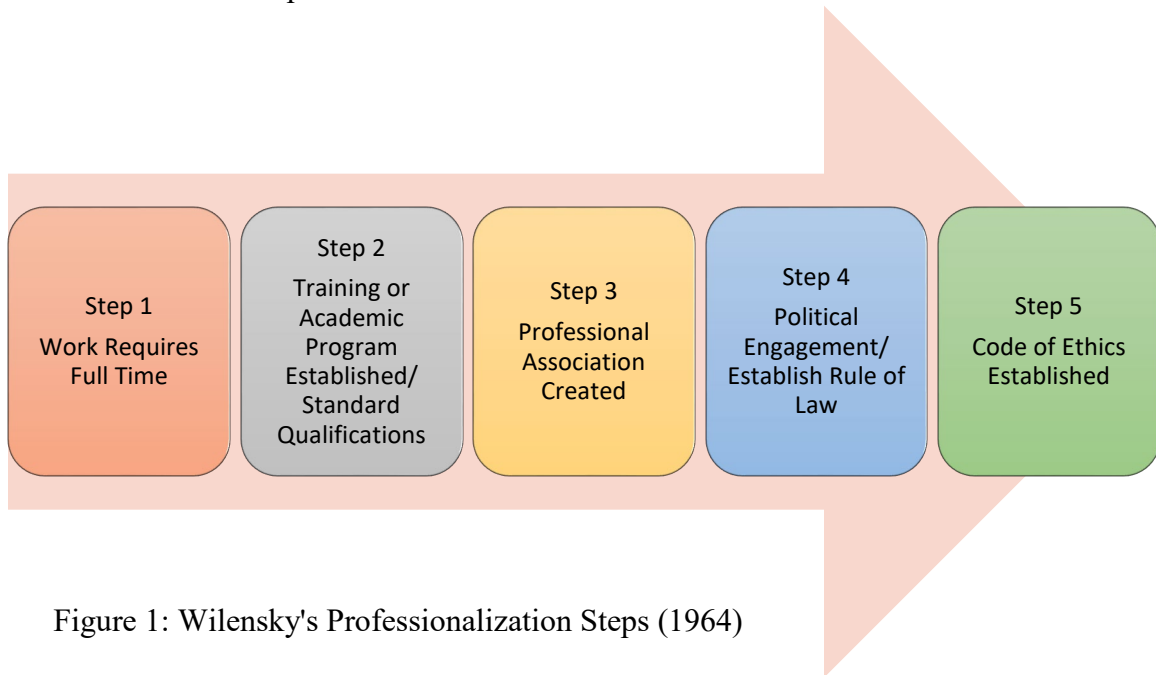 Step 1
Work Requires
Full Time
Step 2
Training or
Academic
Program
Established/
Standard
Qualifications
Step 3
Professional
Association
Created
Step 4
Political
Engagement/
Establish Rule of
Law
Step 5
Code of Ethics
Established
Figure 1: Wilensky's Professionalization Steps (1964)